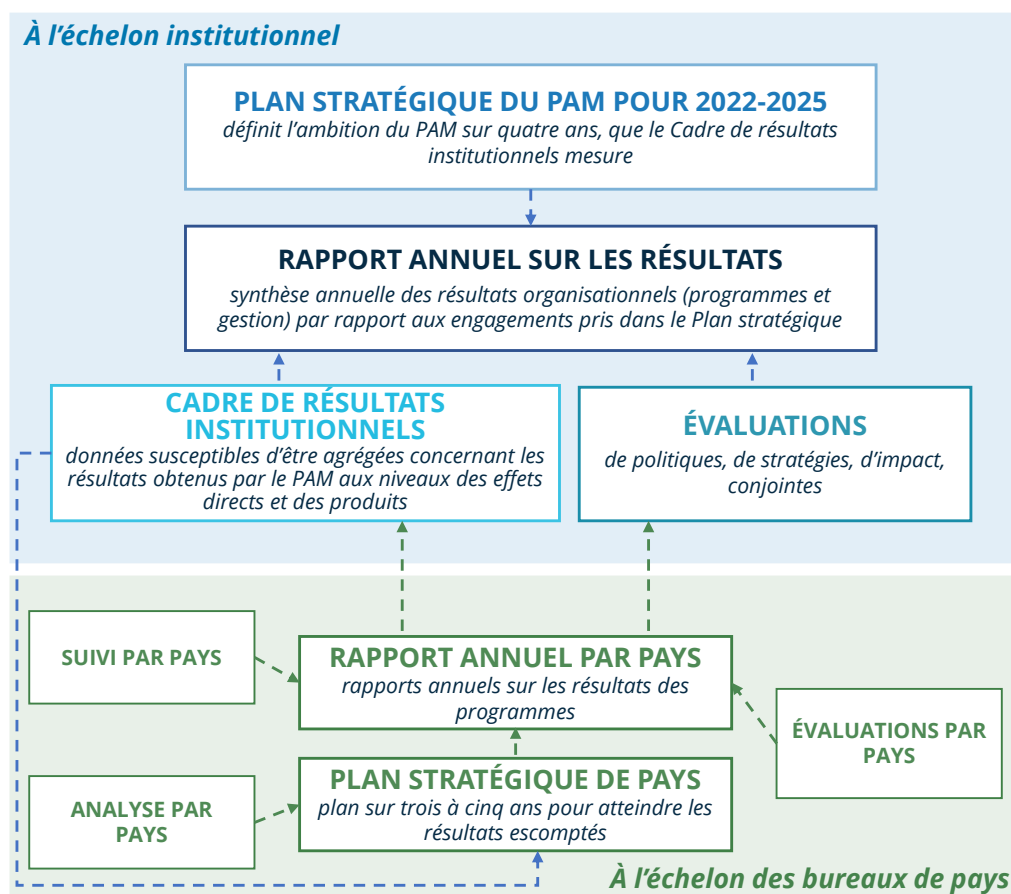 À l’échelon institutionnel
PLAN STRATÉGIQUE DU PAM POUR 2022-2025
définit l’ambition du PAM sur quatre ans, que le Cadre de résultats
institutionnels mesure
RAPPORT ANNUEL SUR LES RÉSULTATS
synthèse annuelle des résultats organisationnels (programmes et
gestion) par rapport aux engagements pris dans le Plan stratégique
CADRE DE RÉSULTATS
INSTITUTIONNELS
données susceptibles d’être agrégées concernant les
résultats obtenus par le PAM aux niveaux des effets
directs et des produits
ÉVALUATIONS
de politiques, de stratégies, d’impact,
conjointes
SUIVI PAR PAYS
RAPPORT ANNUEL PAR PAYS
rapports annuels sur les résultats des
programmes
ÉVALUATIONS PAR
PAYS
ANALYSE PAR
PAYS
PLAN STRATÉGIQUE DE PAYS
plan sur trois à cinq ans pour atteindre les
résultats escomptés
À l’échelon des bureaux de pays